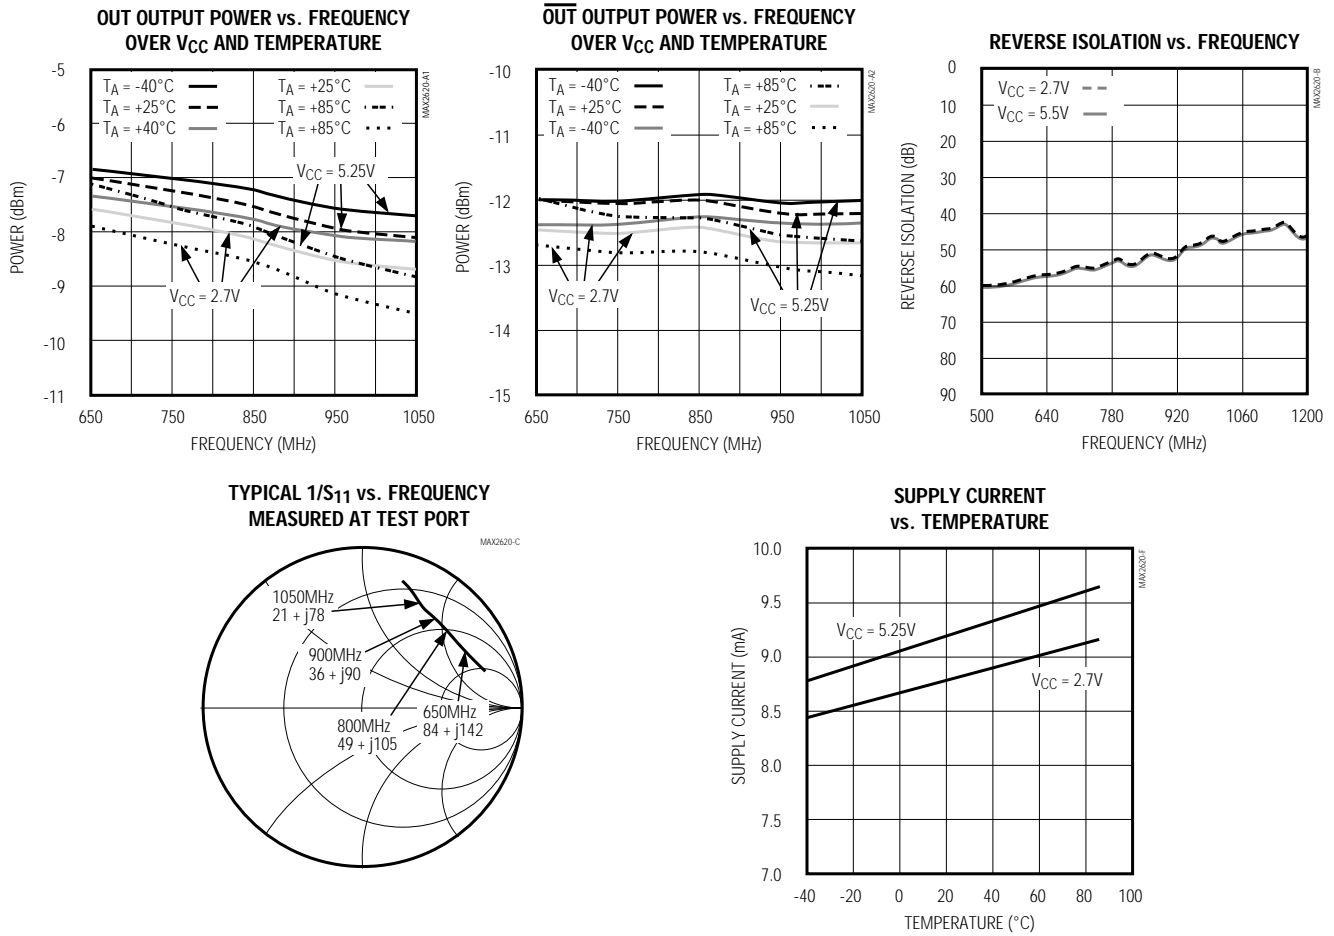 OUT OUTPUT POWER vs. FREQUENCY
OVER VCC AND TEMPERATURE
-5
-6
-7
-8
-9
-10
-11
POWER (dBm)
TA = -40°C
TA = +25°C
TA = +40°C
TA = +25°C
TA = +85°C
TA = +85°C
VCC = 5.25V
VCC = 2.7V
MAX2620-A1
650
750
850
950
1050
FREQUENCY (MHz)
OUT OUTPUT POWER vs. FREQUENCY
OVER VCC AND TEMPERATURE
-10
-11
-12
-13
-14
-15
POWER (dBm)
TA = -40°C
TA = +25°C
TA = -40°C
TA = +85°C
TA = +25°C
TA = +85°C
VCC = 2.7V
VCC = 5.25V
MAX2620-A2
650
750
850
950
1050
FREQUENCY (MHz)
REVERSE ISOLATION vs. FREQUENCY
0
10
20
30
40
50
60
70
80
90
REVERSE ISOLATION (dB)
VCC = 2.7V
VCC = 5.5V
MAX2620-B
500
640
780
920
1060
1200
FREQUENCY (MHz)
TYPICAL 1/S11 vs. FREQUENCY
MEASURED AT TEST PORT
MAX2620-C
1050MHz
21 + j78
900MHz
36 + j90
800MHz
49 + j105
650MHz
84 + j142
SUPPLY CURRENT
vs. TEMPERATURE
10.0
9.5
9.0
8.5
8.0
7.5
7.0
SUPPLY CURRENT (mA)
VCC = 5.25V
VCC = 2.7V
MAX2620-F
-40
-20
0
20
40
60
80
100
TEMPERATURE (°C)